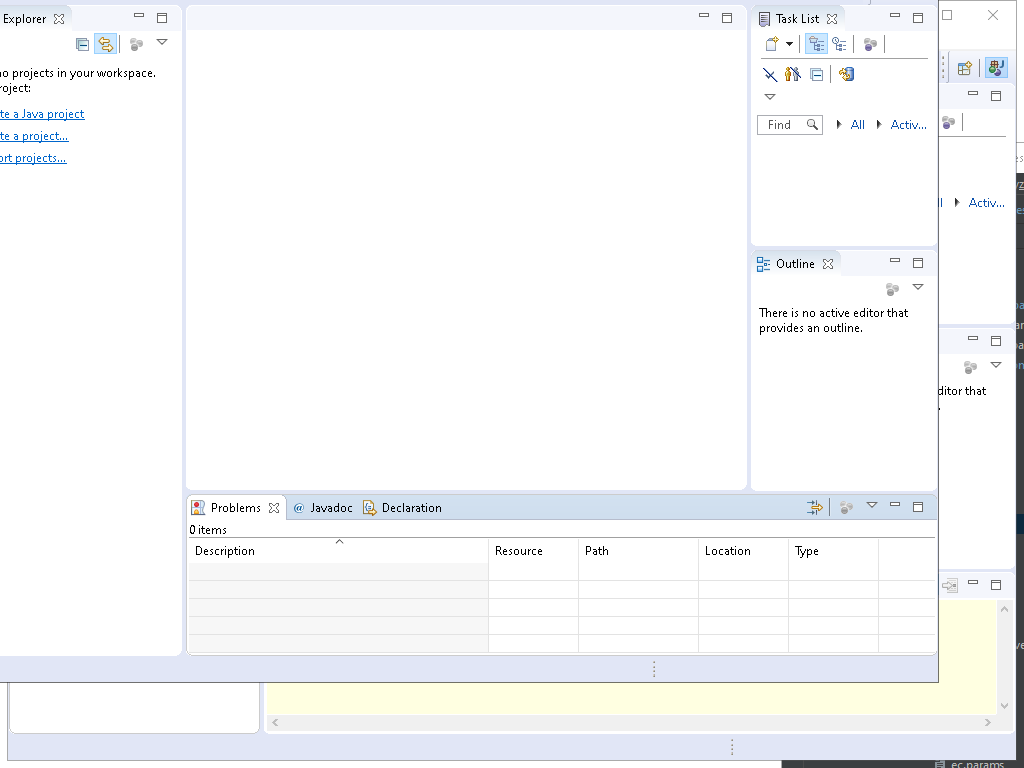 Explorer
no projects in your workspace.
roject:
te a Java project
te a project...
ort projects...
Task List
Find
All
Activ...
Outline
There is no active editor that
provides an outline.
Activ...
ditor that
Problems
@ Javadoc
Declaration
0 items
Description
Resource
Path
Location
Type
ec.params